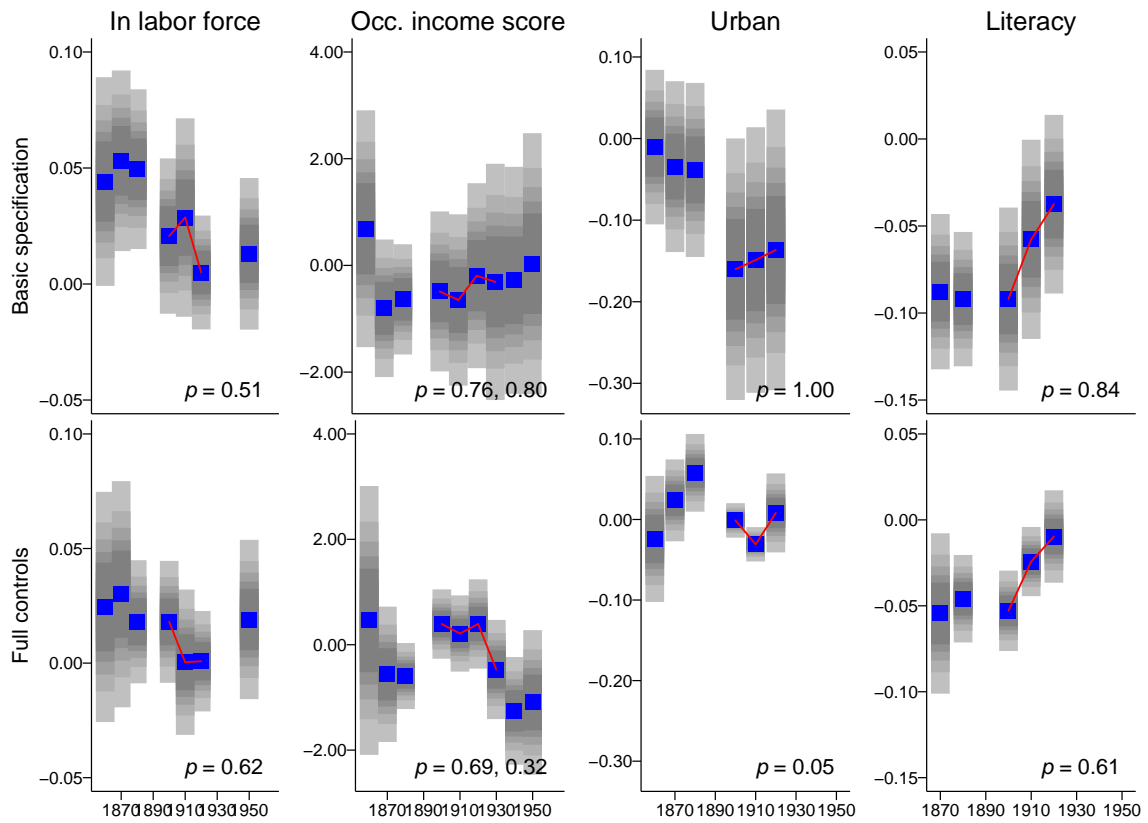 In labor force Occ. income score Urban Literacy
Basic specification
0.10 4.00 0.10 0.05
0.05 2.00 0.00 0.00
0.00 0.00 −0.10 −0.05
−0.20 −0.10
−2.00 −0.30
−0.05 −0.15
p = 0.51 p = 0.76, 0.80 p = 1.00 p = 0.84
Full controls
0.10 4.00 0.10 0.05
0.05 2.00 0.00 0.00
0.00 0.00 −0.10 −0.05
−0.20 −0.10
−2.00 −0.30
−0.05 −0.15
p = 0.62 p = 0.69, 0.32 p = 0.05 p = 0.61
1870 1890 1910 1930 1950 1870 1890 1910 1930 1950 1870 1890 1910 1930 1950 1870 1890 1910 1930 1950